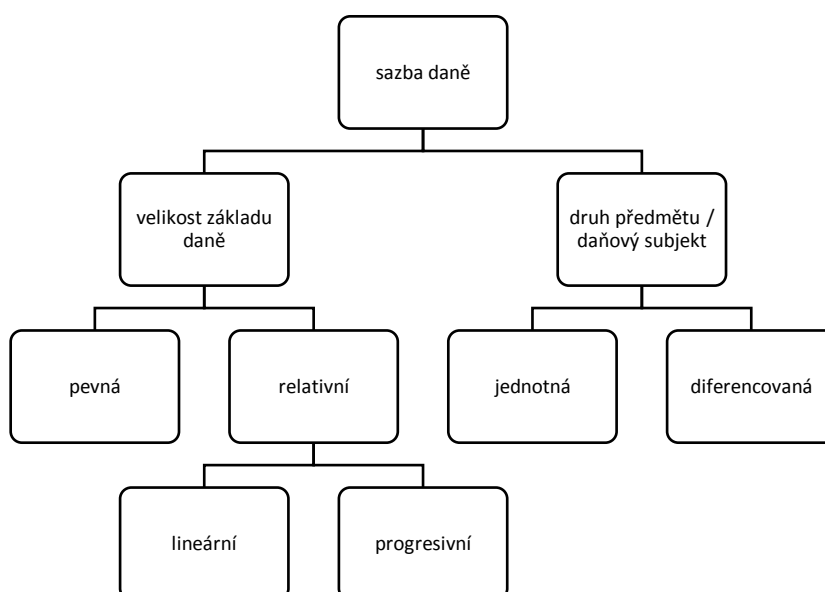 sazba daně
velikost základu
daně
druh předmětu /
daňový subjekt
pevná
relativní
jednotná
diferencovaná
lineární
progresivní